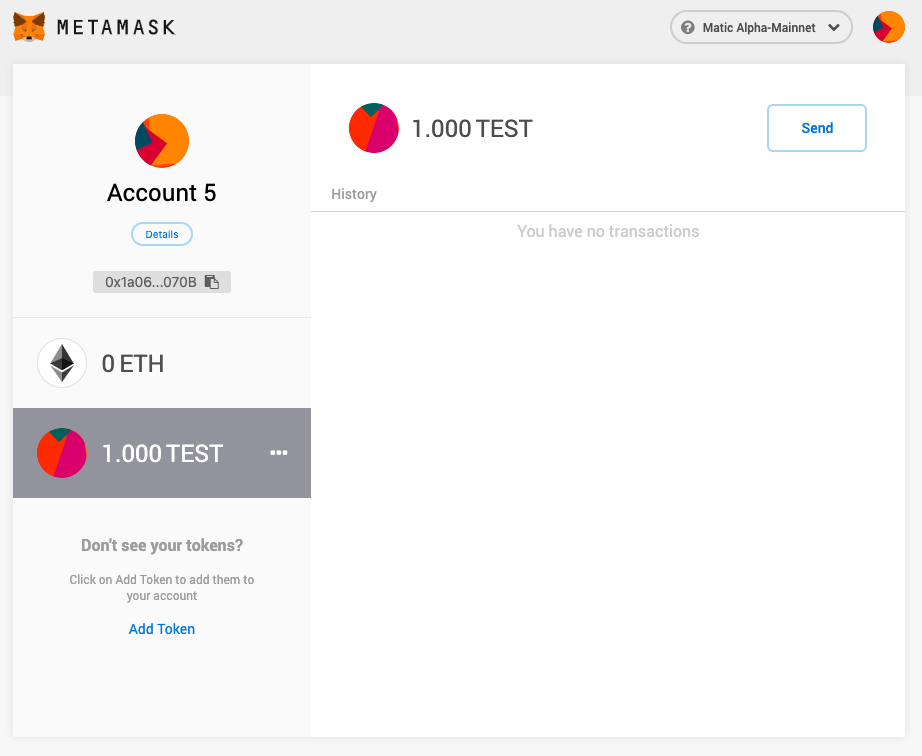 METAMASK
Matic Alpha-Mainnet
Account 5
Details
0x1a06...070B
0 ETH
1.000 TEST
Don't see your tokens?
Click on Add Token to add them to
your account
Add Token
1.000 TEST
Send
History
You have no transactions